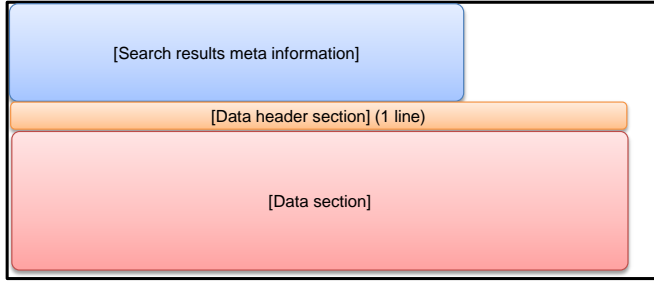 [Search results meta information]
[Data header section] (1 line)
[Data section]